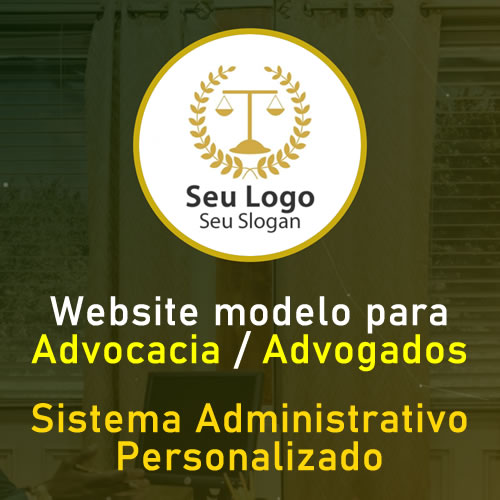 Seu Logo
Seu Slogan
Website modelo para
Advocacia / Advogados
Sistema Administrativo
Personalizado